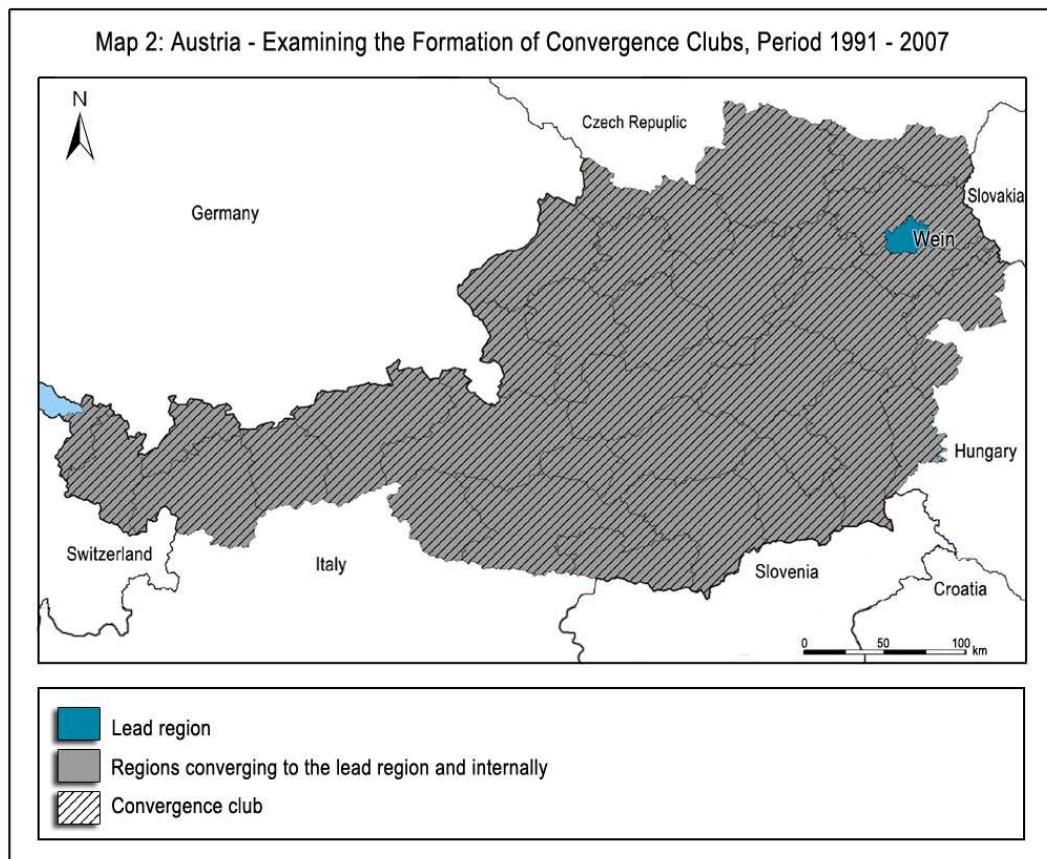 Map 2: Austria - Examining the Formation of Convergence Clubs, Period 1991 - 2007
N
Czech Repuplic
Germany
Slovakia
Wein
Hungary
Switzerland
Italy
Slovenia
Croatia
0 50 100
km
Lead region
Regions converging to the lead region and internally
Convergence club